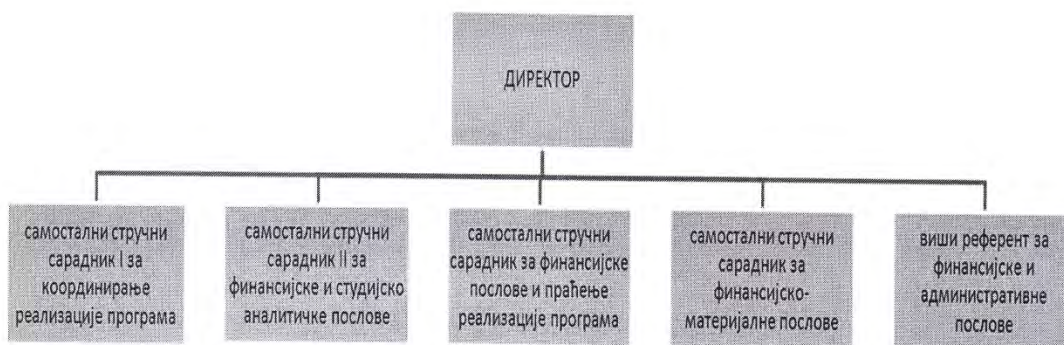 ДИРЕКТОР
самостални стручни
сарадник I за
координирање
реализације програма
самостални стручни
сарадник II за
финансијске и студијско
аналитичке послове
самостални стручни
сарадник за финансијске
послове и праћење
реализације програма
самостални стручни
сарадник за
финансијско-
материјалне послове
виши референт за
финансијске и
административне
послове